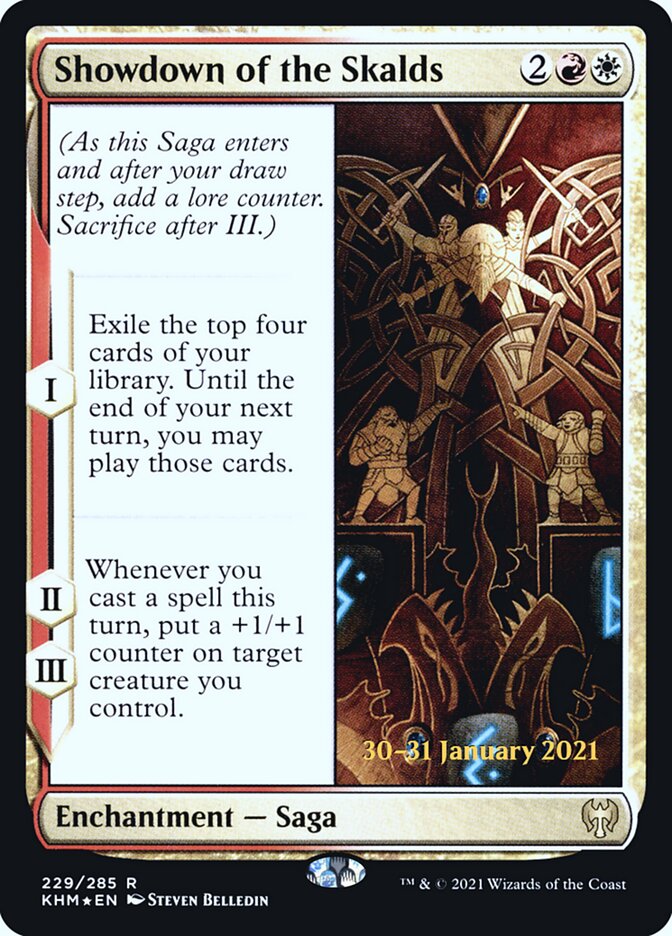 Showdown of the Skalds
2
(As this Saga enters
and after your draw
step, add a lore counter.
Sacrifice after III.)
I
Exile the top four
cards of your
library. Until the
end of your next
turn, you may
play those cards.
II
III
Whenever you
cast a spell this
turn, put a +1/+1
counter on target
creature you
control.
30–31 January 2021
Enchantment — Saga
229/285 R
KHM★EN Steven Belledin
™ & © 2021 Wizards of the Coast